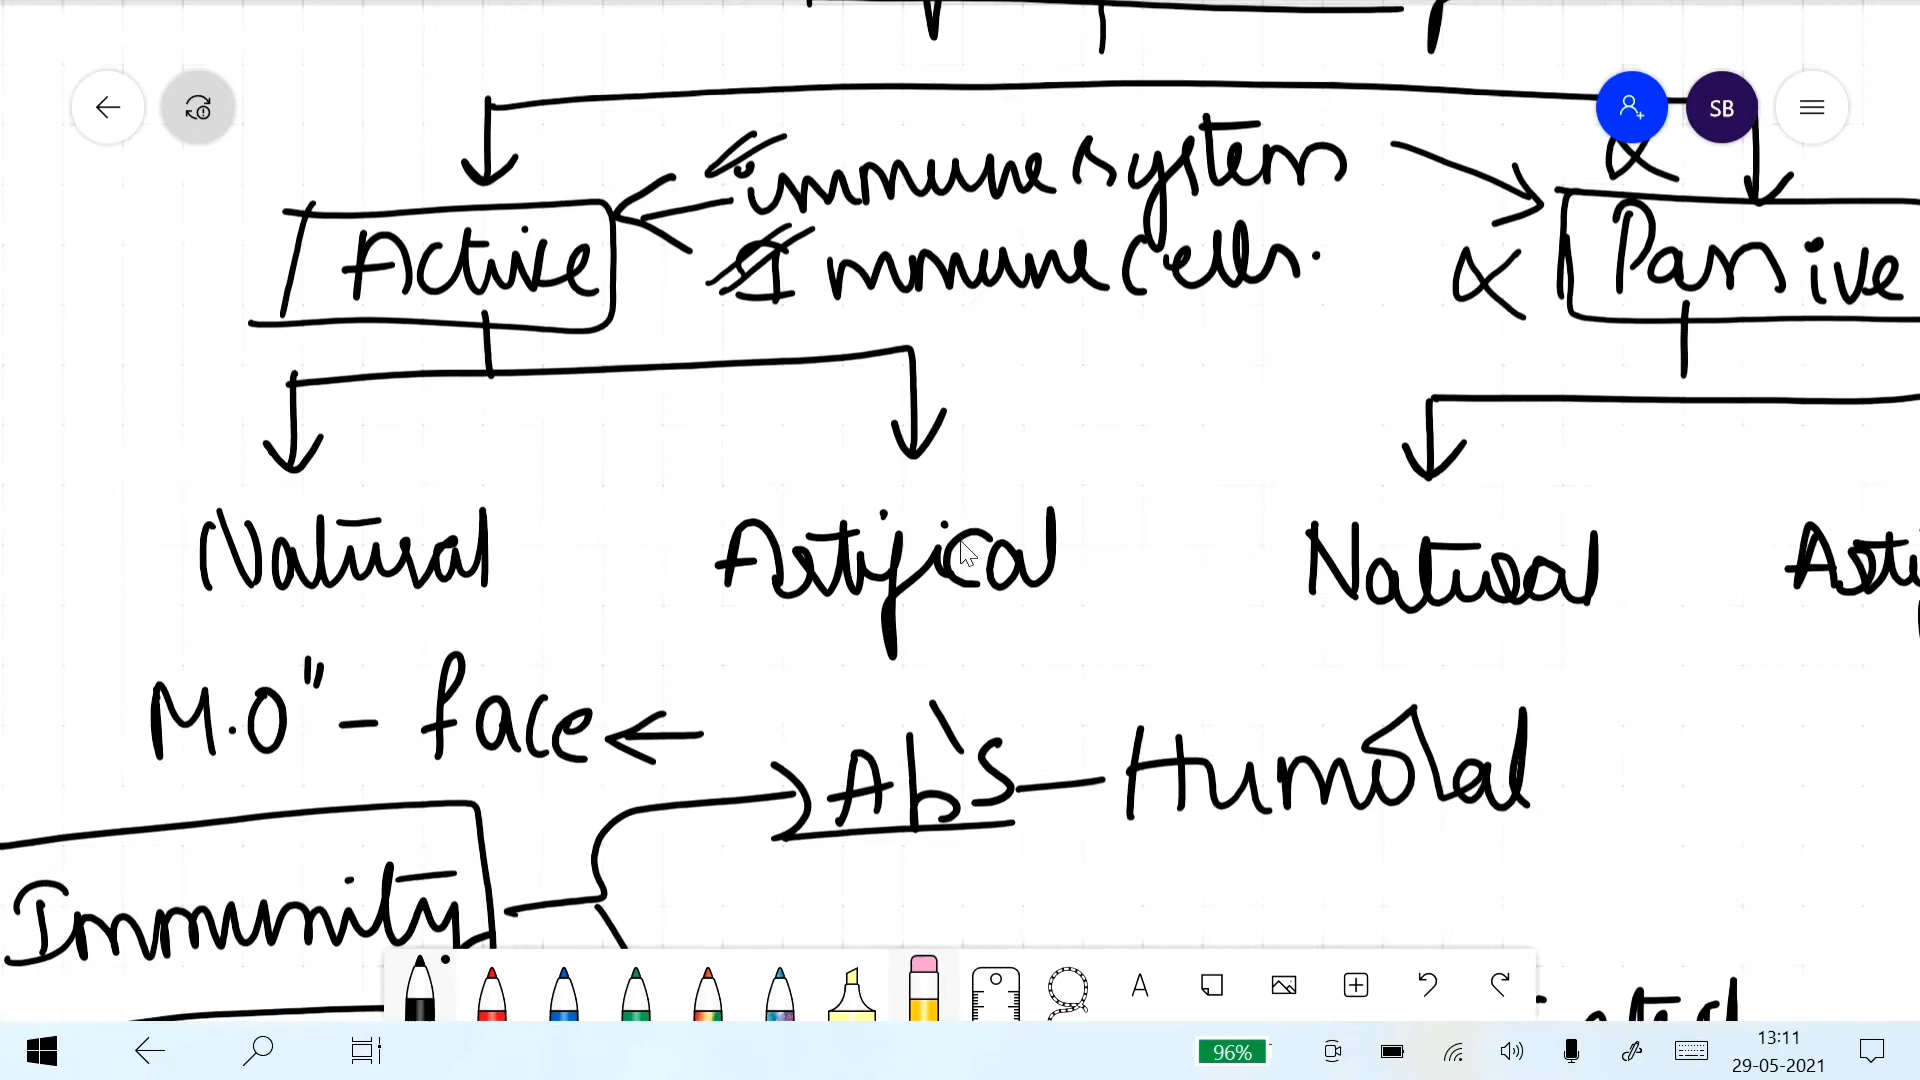 SB
immune system
Active
Immune cells.
Passive
Natural
Artifical
Natural
M.O" - face
Ab's - Humoral
Immunity
96%
13:11
29-05-2021